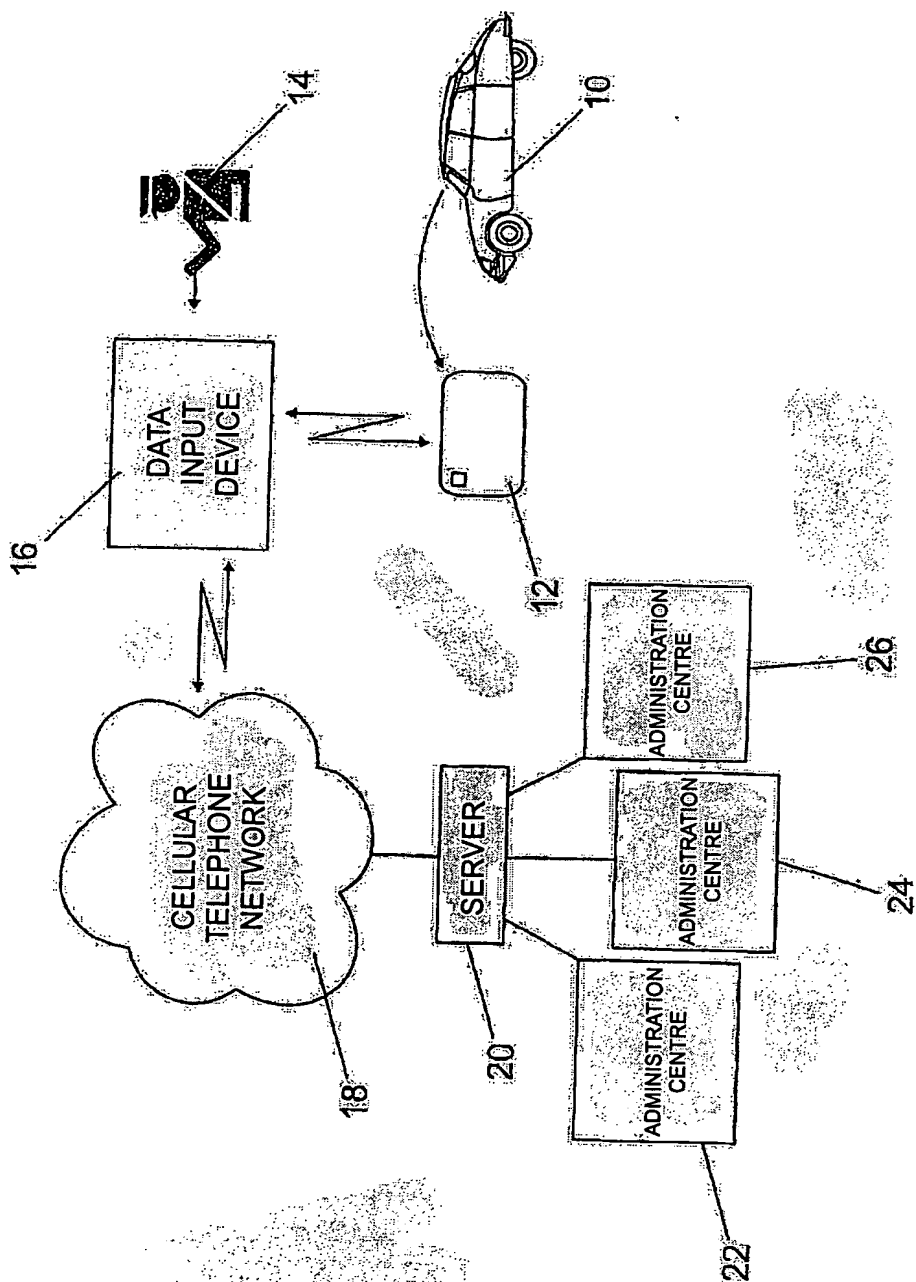 16
DATA
INPUT
DEVICE
14
CELLULAR
TELEPHONE
NETWORK
18
12
10
SERVER
20
ADMINISTRATION
CENTRE
22
ADMINISTRATION
CENTRE
24
ADMINISTRATION
CENTRE
26